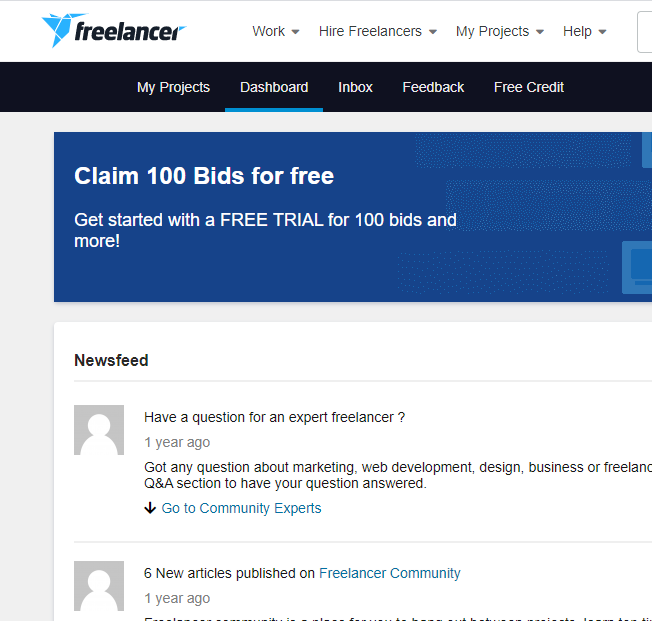 freelancer
Work Hire Freelancers My Projects Help
My Projects Dashboard Inbox Feedback Free Credit
Claim 100 Bids for free
Get started with a FREE TRIAL for 100 bids and
more!
Newsfeed
Have a question for an expert freelancer ?
1 year ago
Got any question about marketing, web development, design, business or freelanc
Q&A section to have your question answered.
Go to Community Experts
6 New articles published on Freelancer Community
1 year ago